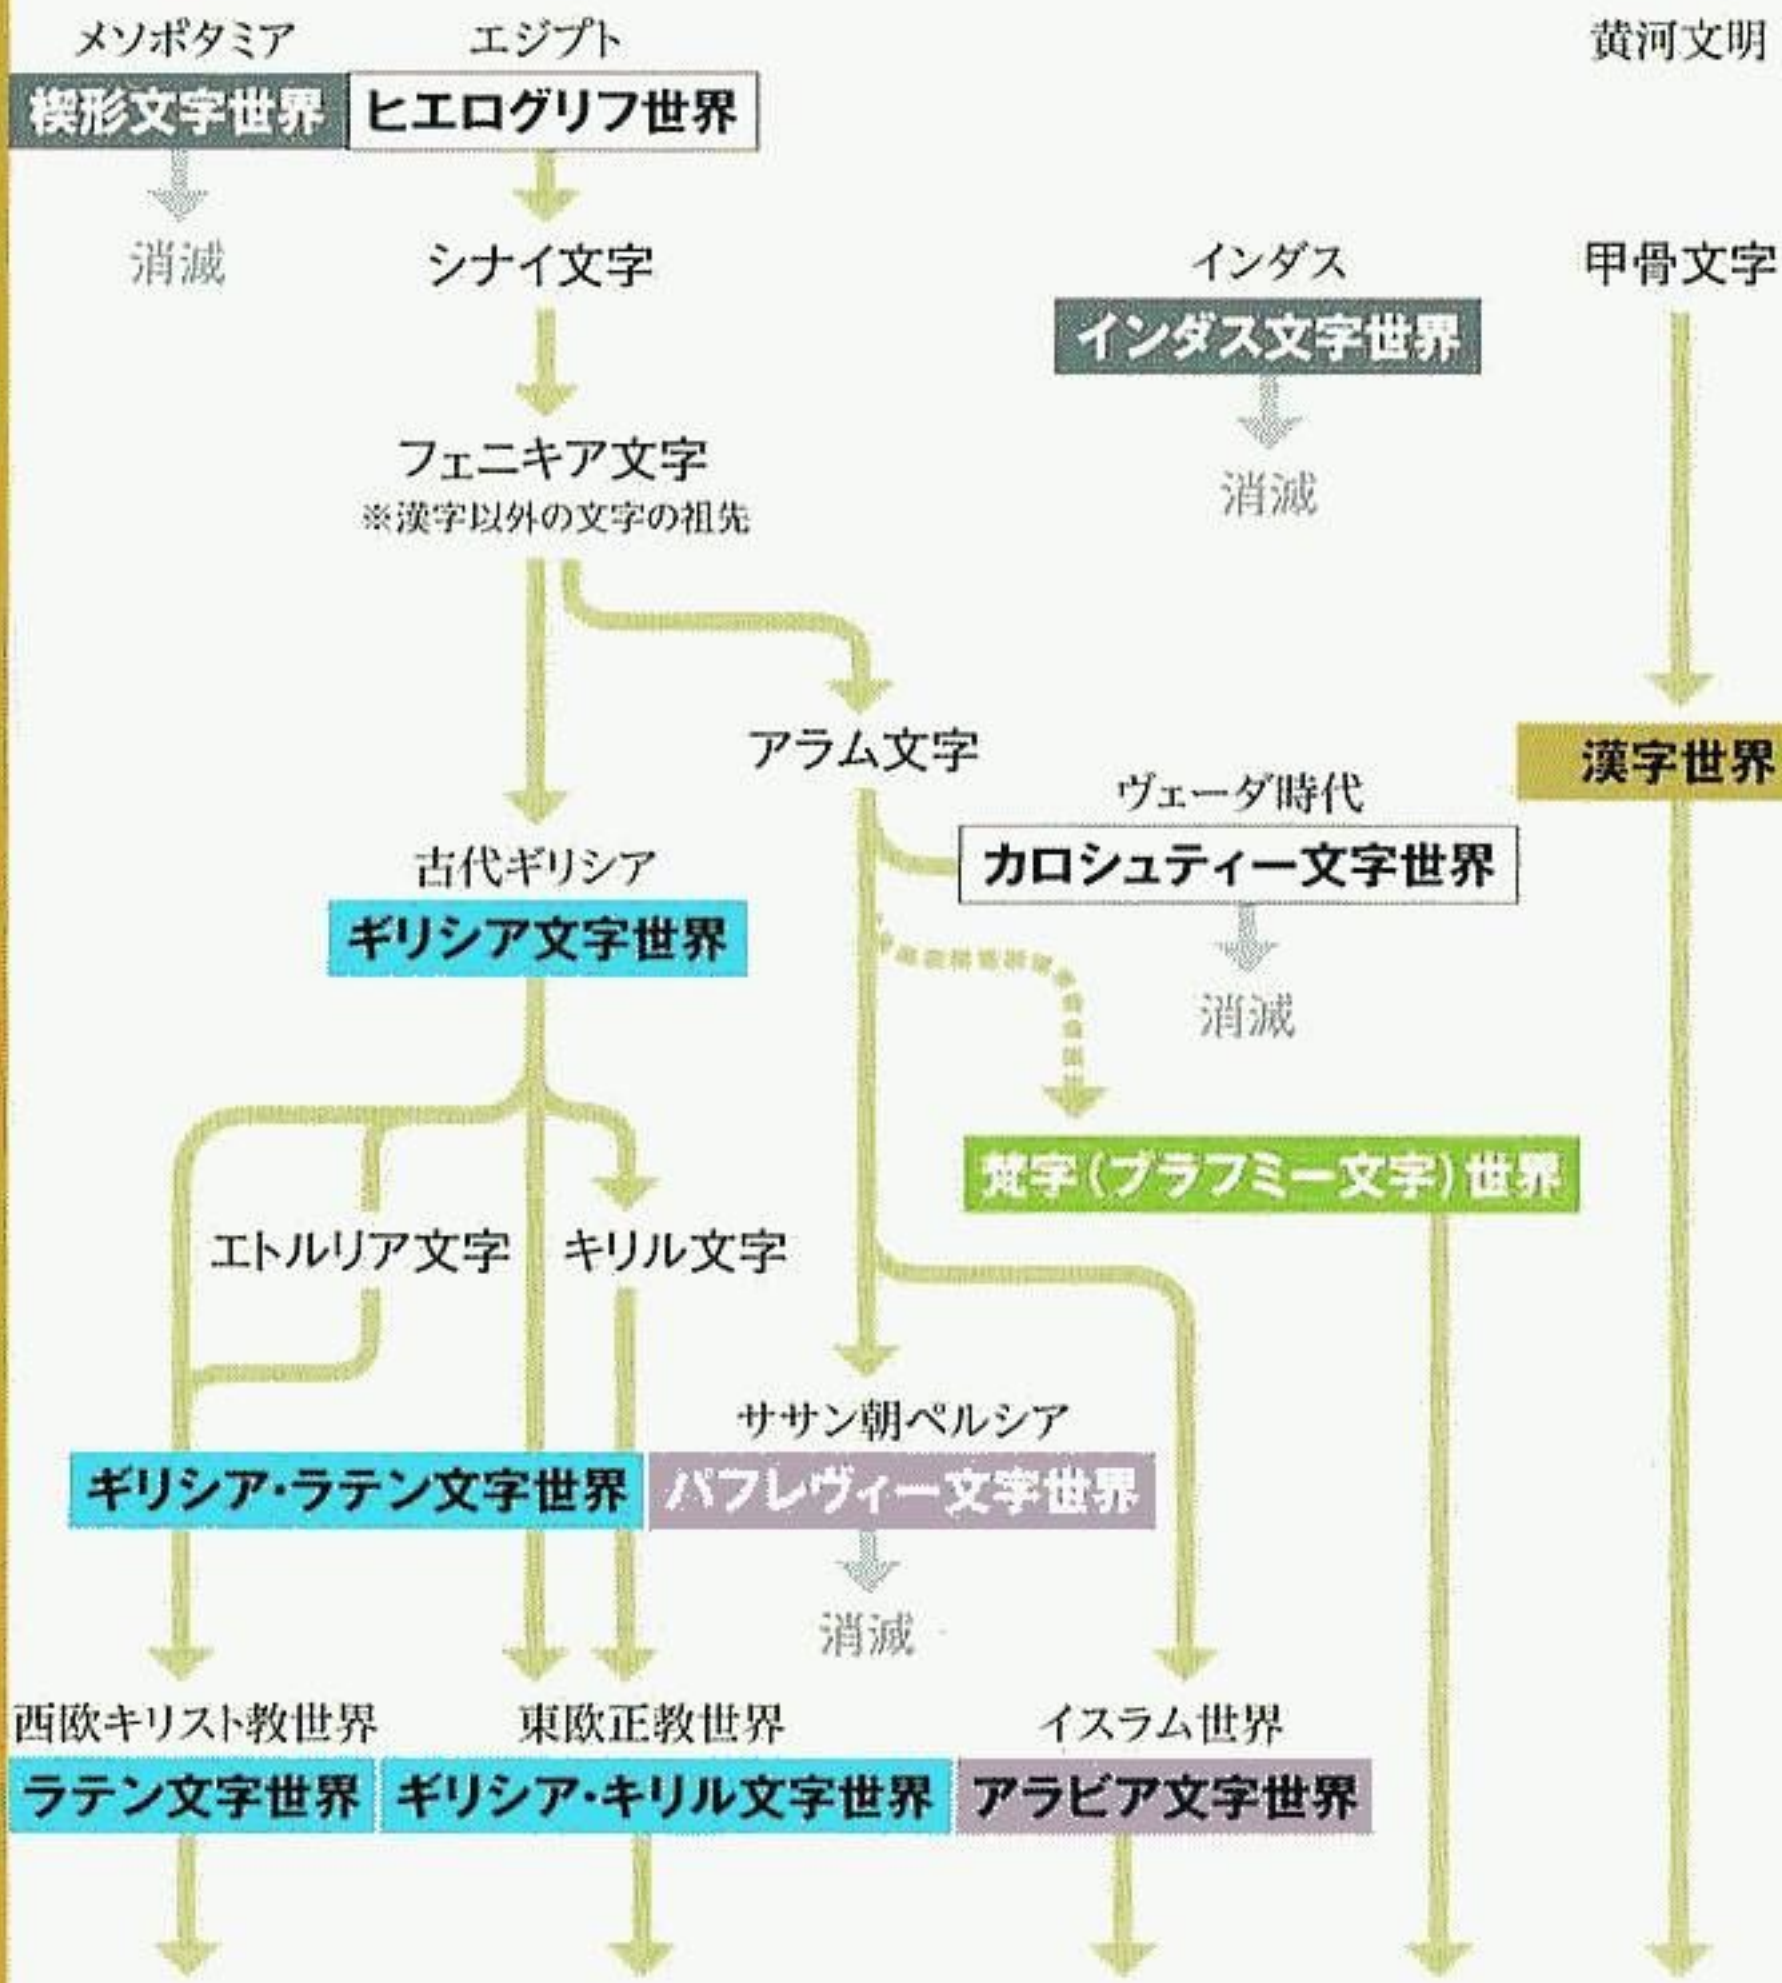 メソポタミア
エジプト
黄河文明
楔形文字世界
ヒエログリフ世界
消滅
シナイ文字
インダス
甲骨文字
インダス文字世界
フェニキア文字
※漢字以外の文字の祖先
消滅
アラム文字
漢字世界
ヴェーダ時代
カロシュティー文字世界
古代ギリシア
ギリシア文字世界
消滅
梵字(ブラフミー文字)世界
エトルリア文字
キリル文字
ササン朝ペルシア
ギリシア・ラテン文字世界
パフレヴィー文字世界
消滅
西欧キリスト教世界
東欧正教世界
イスラム世界
ラテン文字世界
ギリシア・キリル文字世界
アラビア文字世界